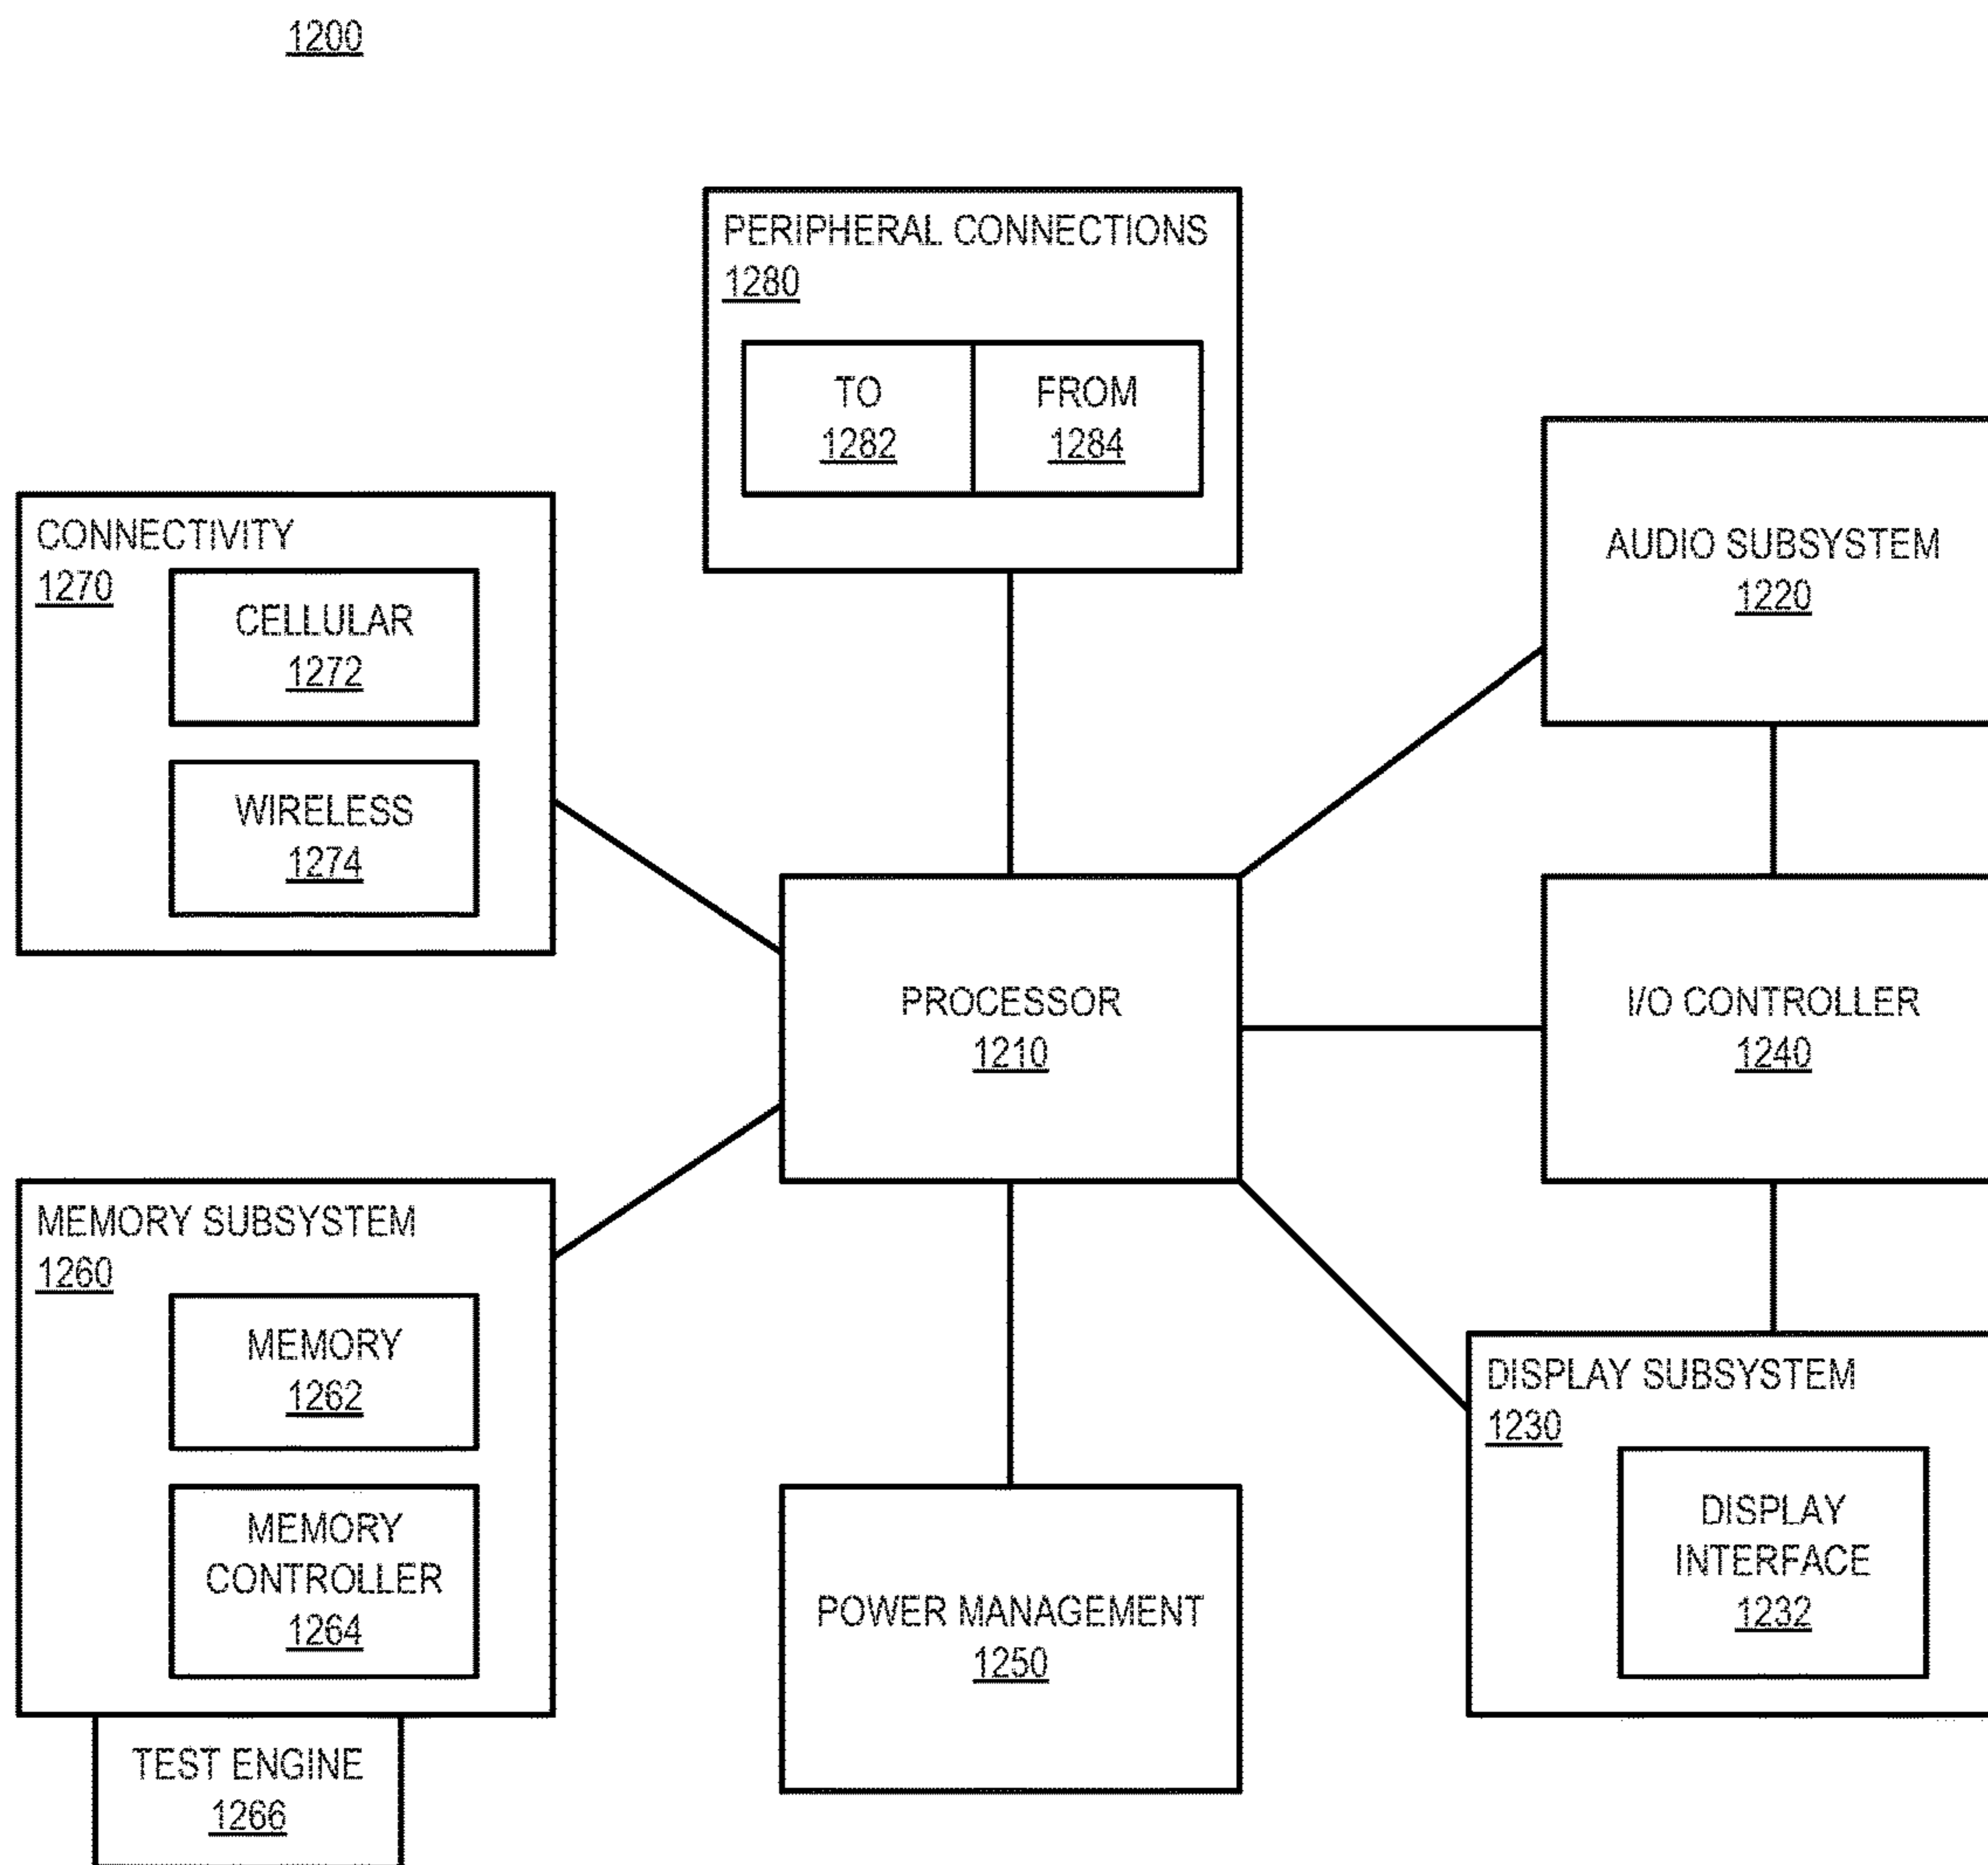 1200
PERIPHERAL CONNECTIONS
1280
TO
1282
FROM
1284
CONNECTIVITY
1270
CELLULAR
1272
WIRELESS
1274
AUDIO SUBSYSTEM
1220
PROCESSOR
1210
I/O CONTROLLER
1240
MEMORY SUBSYSTEM
1260
MEMORY
1262
MEMORY
CONTROLLER
1264
TEST ENGINE
1266
POWER MANAGEMENT
1250
DISPLAY SUBSYSTEM
1230
DISPLAY
INTERFACE
1232